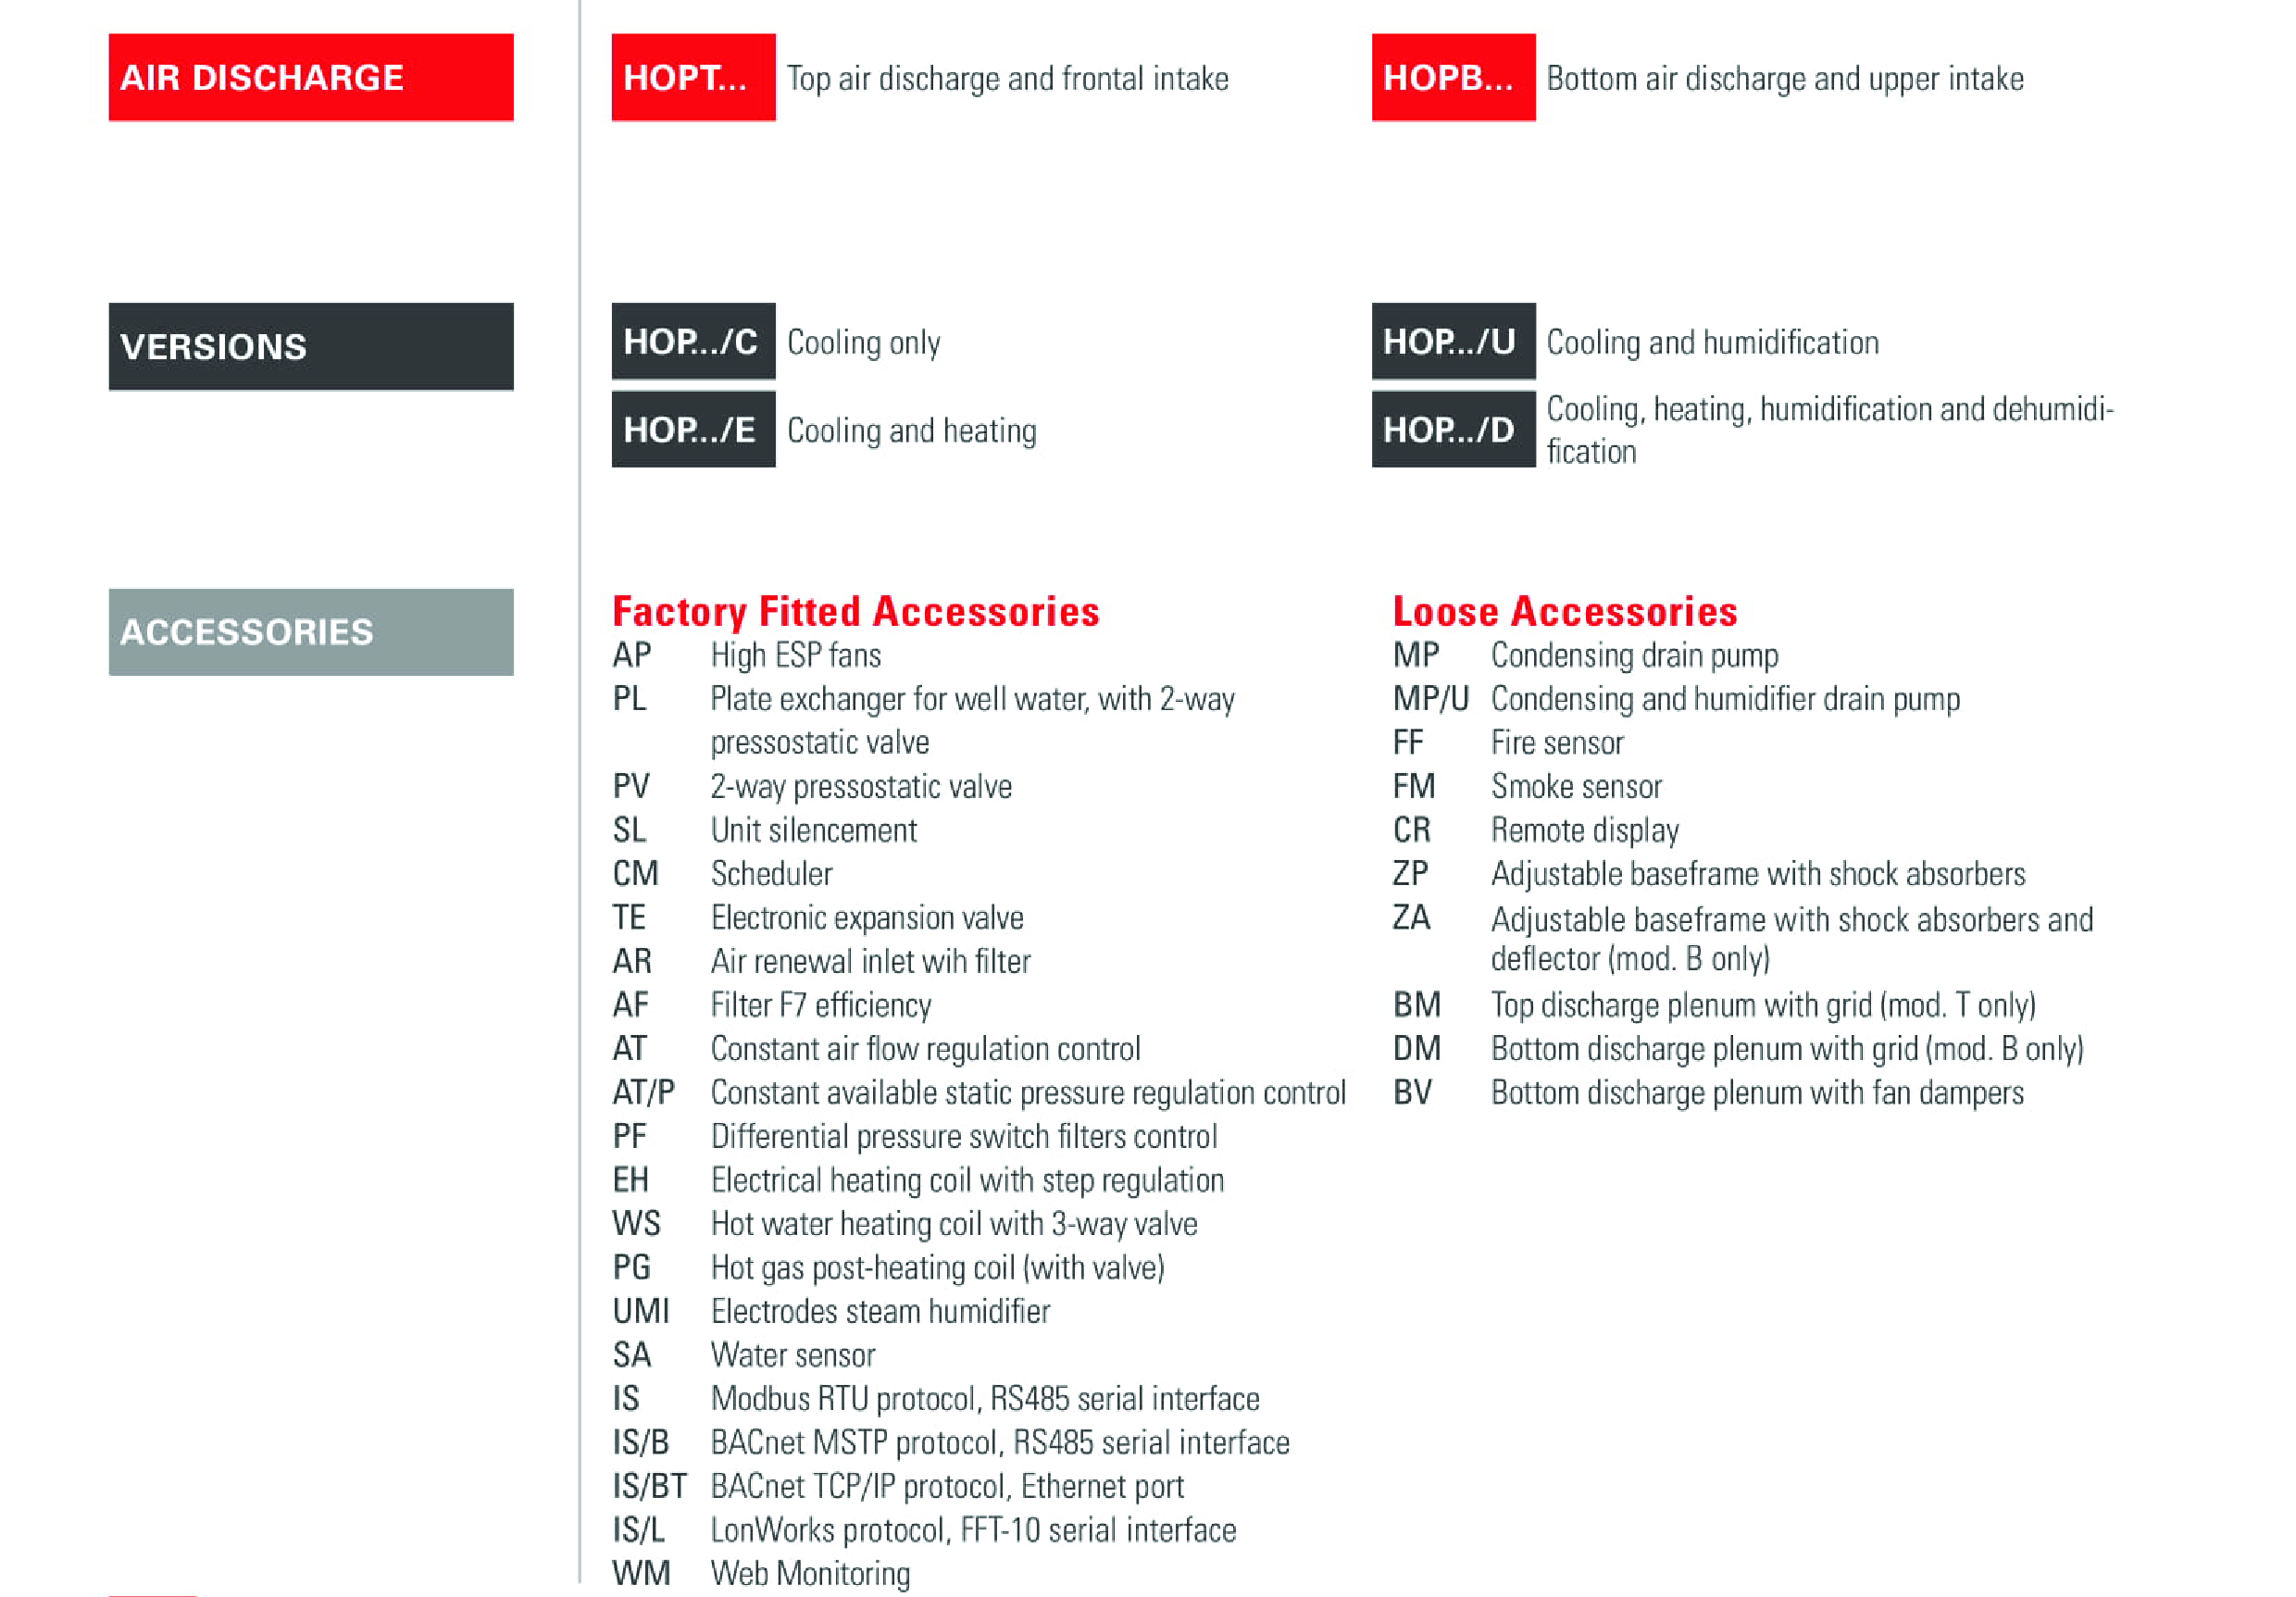 AIR DISCHARGE
HOPT... Top air discharge and frontal intake
HOPB... Bottom air discharge and upper intake
VERSIONS
HOP.../C Cooling only
HOP.../U Cooling and humidification
HOP.../E Cooling and heating
HOP.../D Cooling, heating, humidification and dehumidi-
fication
ACCESSORIES
Factory Fitted Accessories
AP High ESP fans
PL Plate exchanger for well water, with 2-way
pressostatic valve
PV 2-way pressostatic valve
SL Unit silencement
CM Scheduler
TE Electronic expansion valve
AR Air renewal inlet wih filter
AF Filter F7 efficiency
AT Constant air flow regulation control
AT/P Constant available static pressure regulation control
PF Differential pressure switch filters control
EH Electrical heating coil with step regulation
WS Hot water heating coil with 3-way valve
PG Hot gas post-heating coil (with valve)
UMI Electrodes steam humidifier
SA Water sensor
IS Modbus RTU protocol, RS485 serial interface
IS/B BACnet MSTP protocol, RS485 serial interface
IS/BT BACnet TCP/IP protocol, Ethernet port
IS/L LonWorks protocol, FFT-10 serial interface
WM Web Monitoring
Loose Accessories
MP Condensing drain pump
MP/U Condensing and humidifier drain pump
FF Fire sensor
FM Smoke sensor
CR Remote display
ZP Adjustable baseframe with shock absorbers
ZA Adjustable baseframe with shock absorbers and
deflector (mod. B only)
BM Top discharge plenum with grid (mod. T only)
DM Bottom discharge plenum with grid (mod. B only)
BV Bottom discharge plenum with fan dampers